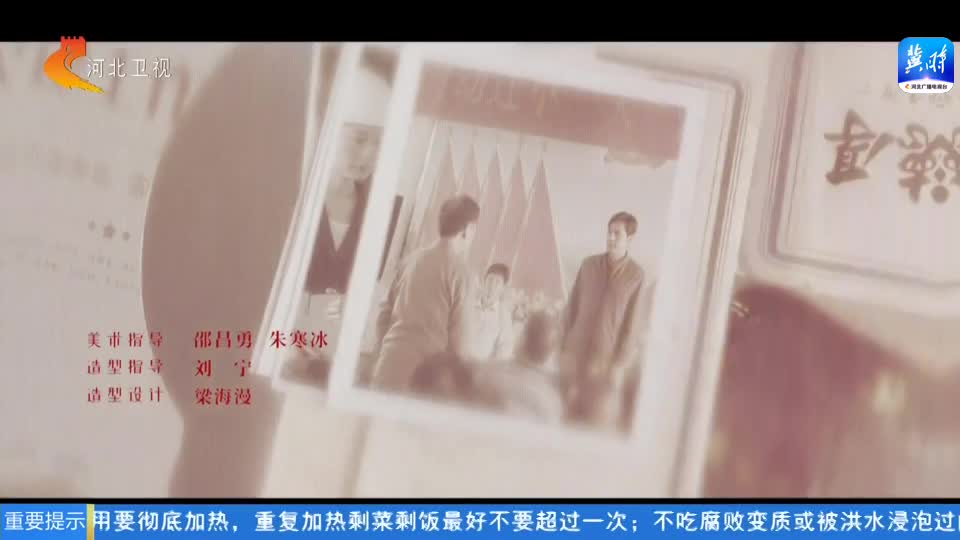 河北卫视
冀时
河北广播电视台
美术指导 邵昌勇 朱寒冰
造型指导 刘宁
造型设计 梁海漫
重要提示 用要彻底加热，重复加热剩菜剩饭最好不要超过一次；不吃腐败变质或被洪水浸泡过